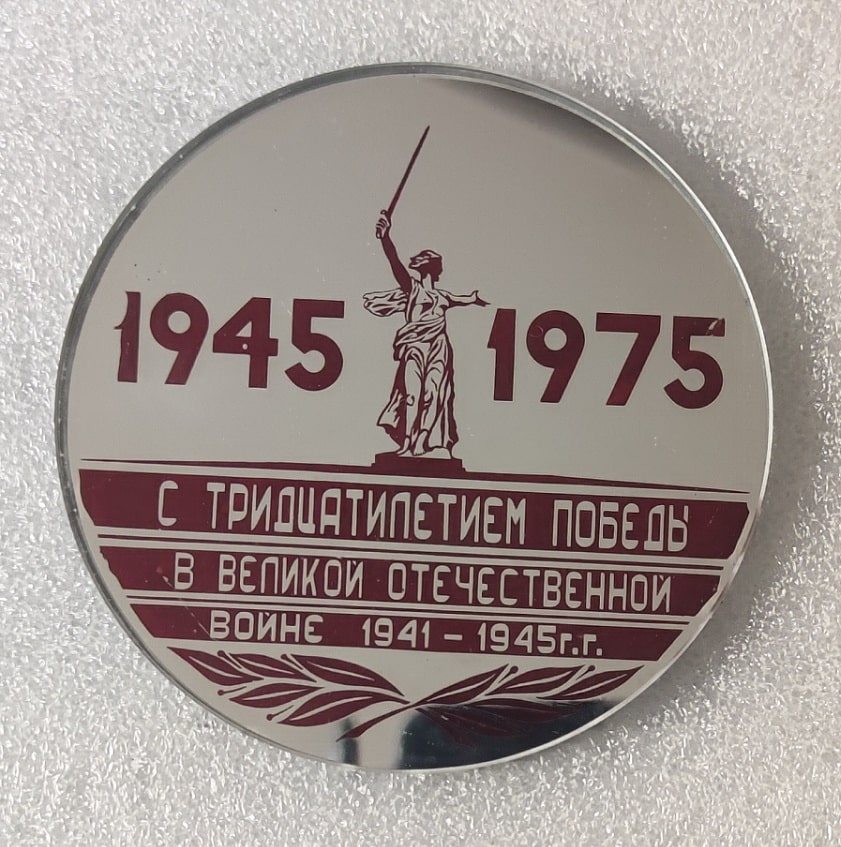 1945 1975
С ТРИДЦАТИЛЕТИЕМ ПОБЕДЫ
В ВЕЛИКОЙ ОТЕЧЕСТВЕННОЙ
ВОЙНЕ 1941 – 1945г.г.